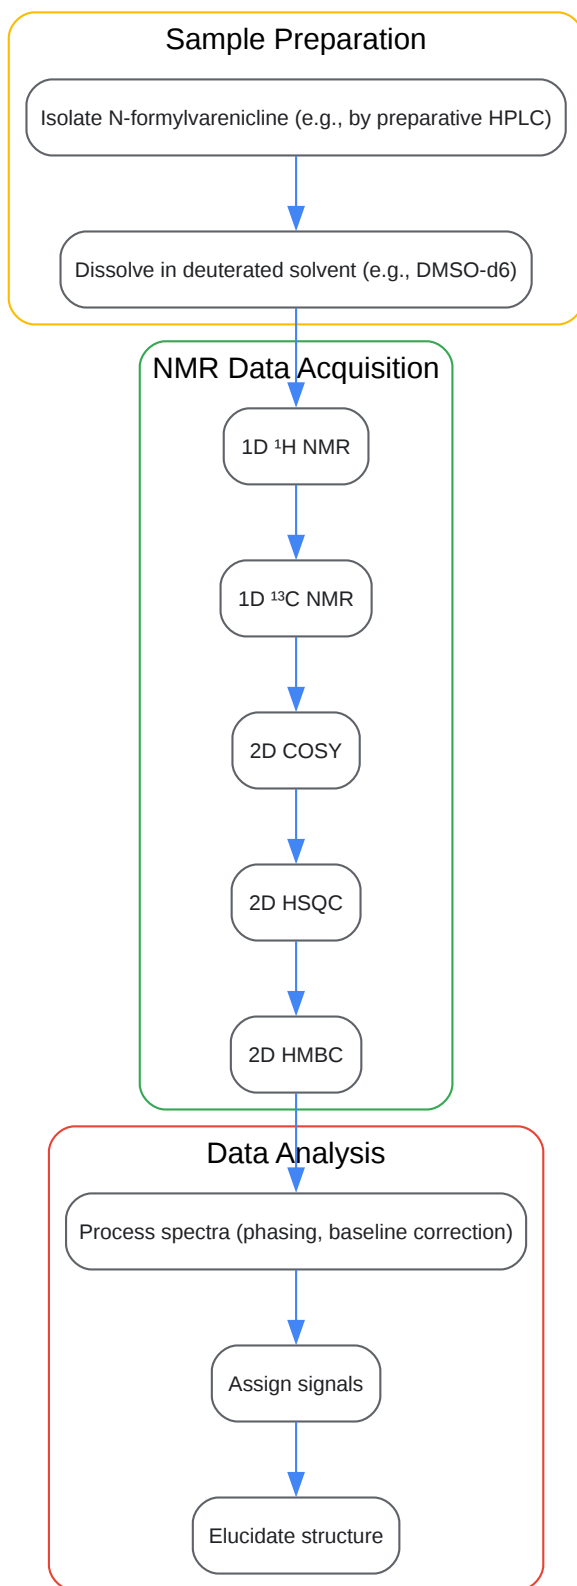 Sample Preparation
Isolate N-formylvarenicline (e.g., by preparative HPLC)
Dissolve in deuterated solvent (e.g., DMSO-d6)
NMR Data Acquisition
1D ¹H NMR
1D ¹³C NMR
2D COSY
2D HSQC
2D HMBC
Data Analysis
Process spectra (phasing, baseline correction)
Assign signals
Elucidate structure